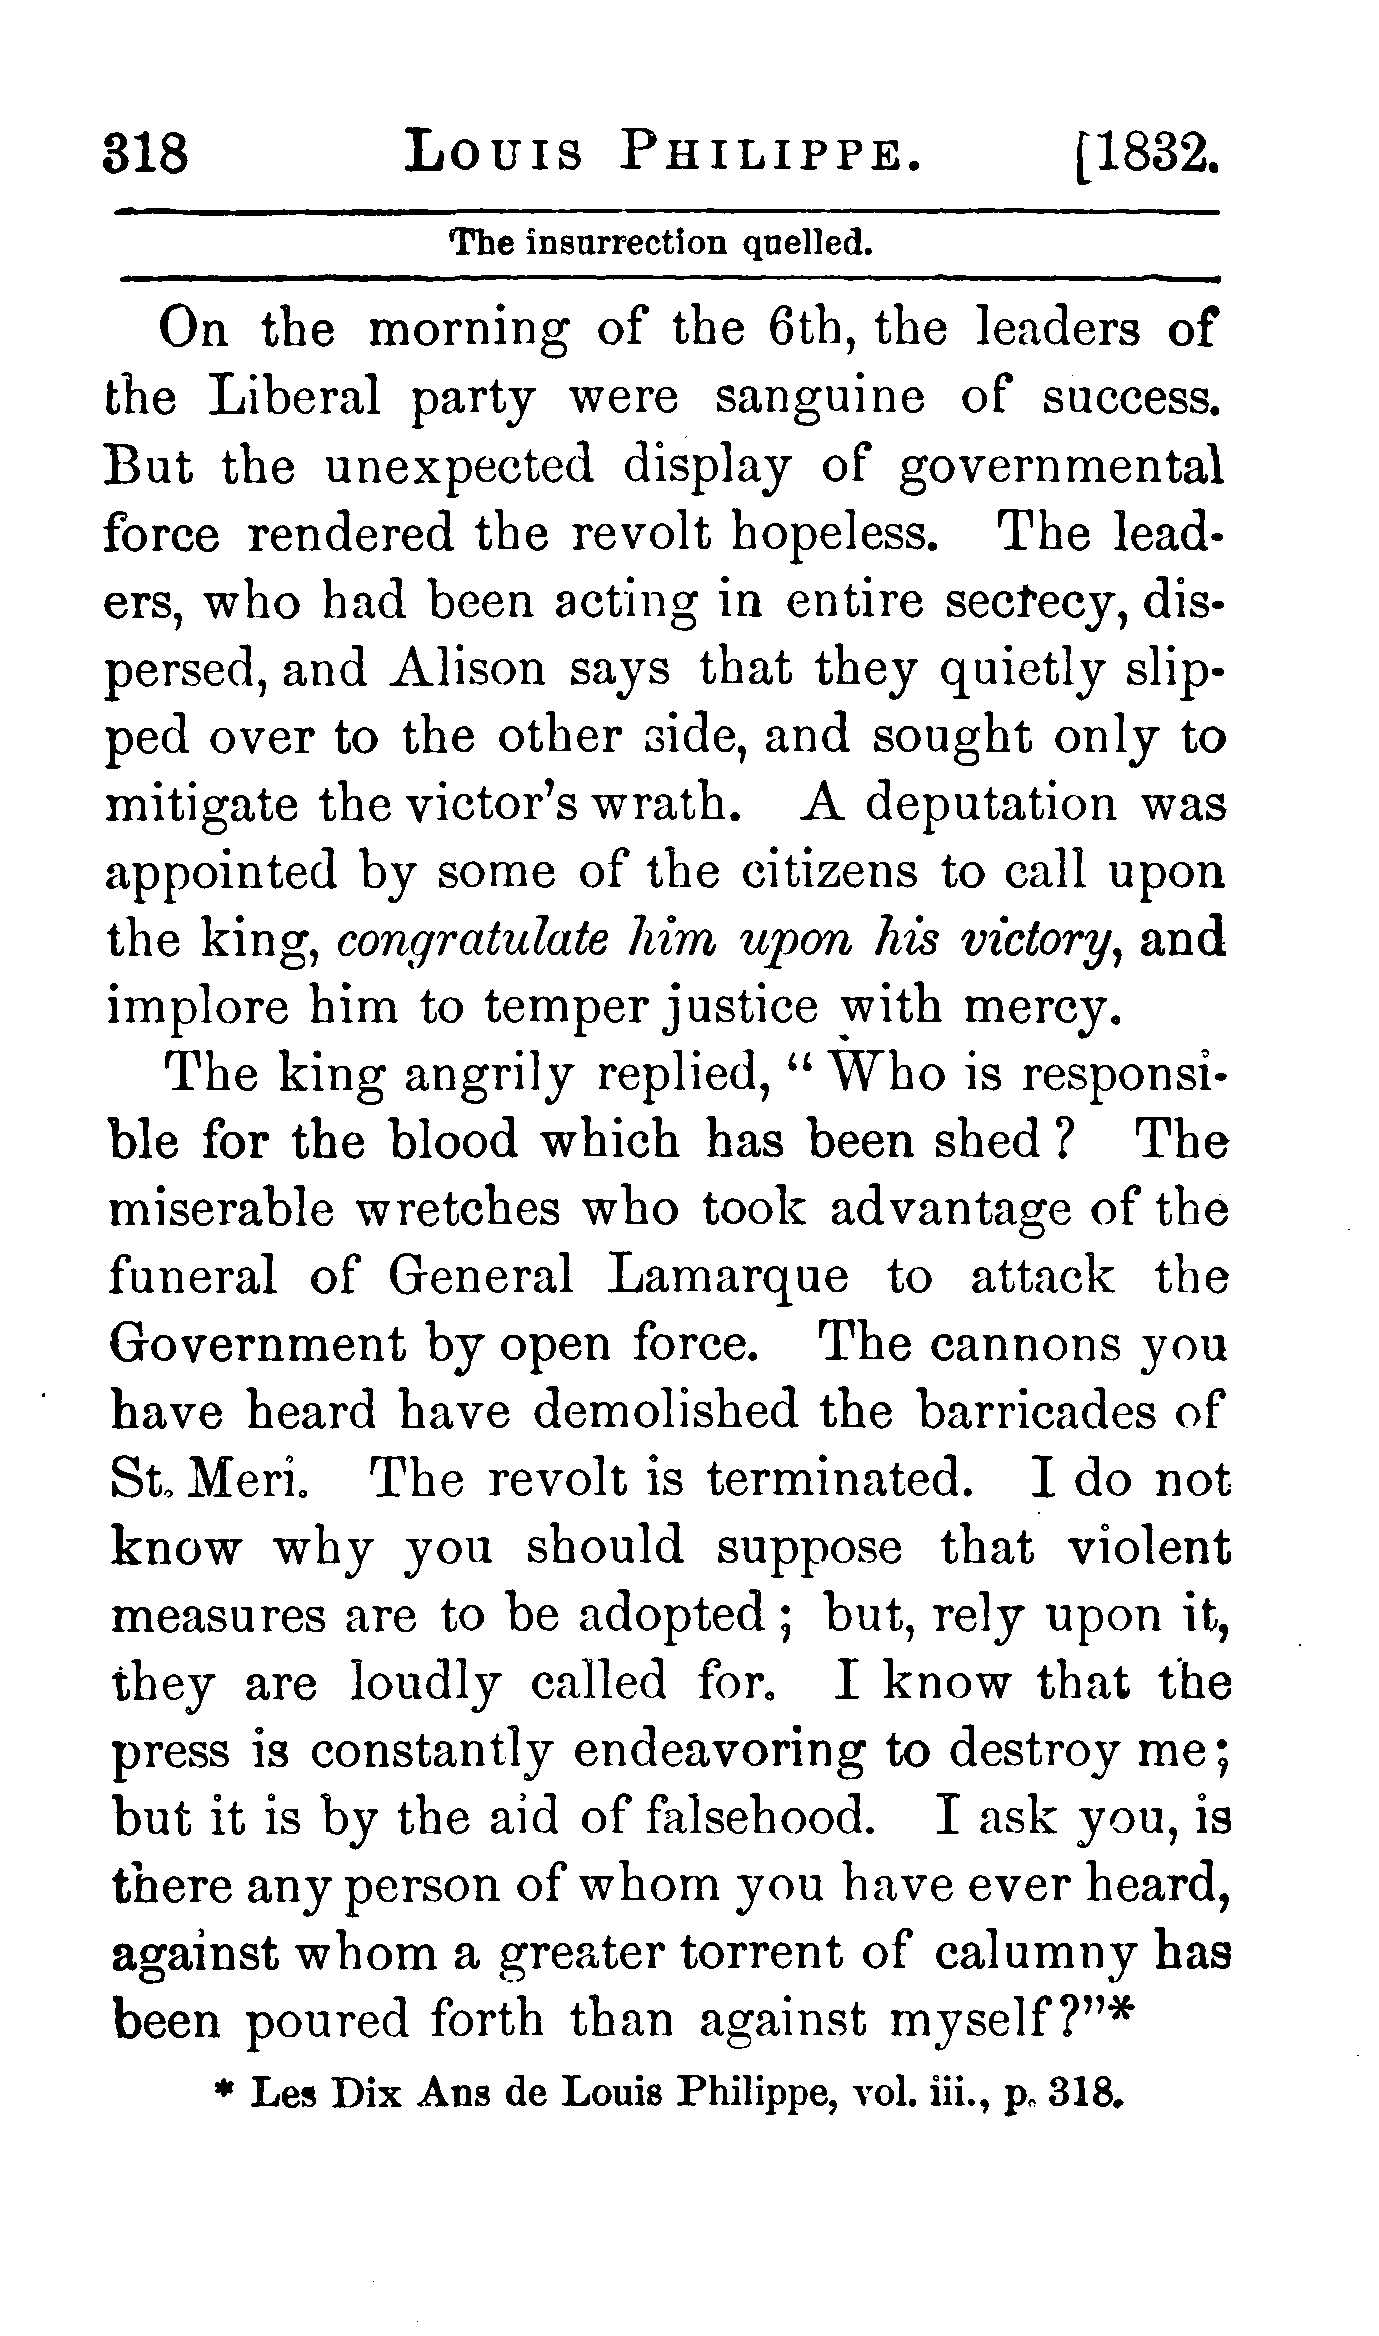 318 LOUIS PHILIPPE. [1832.
The insurrection quelled.
On the morning of the 6th, the leaders of
the Liberal party were sanguine of success.
But the unexpected display of governmental
force rendered the revolt hopeless. The lead-
ers, who had been acting in entire secrecy, dis-
persed, and Alison says that they quietly slip-
ped over to the other side, and sought only to
mitigate the victor's wrath. A deputation was
appointed by some of the citizens to call upon
the king, congratulate him upon his victory, and
implore him to temper justice with mercy.
The king angrily replied, "Who is responsi-
ble for the blood which has been shed? The
miserable wretches who took advantage of the
funeral of General Lamarque to attack the
Government by open force. The cannons you
have heard have demolished the barricades of
St. Meri. The revolt is terminated. I do not
know why you should suppose that violent
measures are to be adopted; but, rely upon it,
they are loudly called for. I know that the
press is constantly endeavoring to destroy me;
but it is by the aid of falsehood. I ask you, is
there any person of whom you have ever heard,
against whom a greater torrent of calumny has
been poured forth than against myself?"*
* Les Dix Ans de Louis Philippe, vol. iii., p. 318.